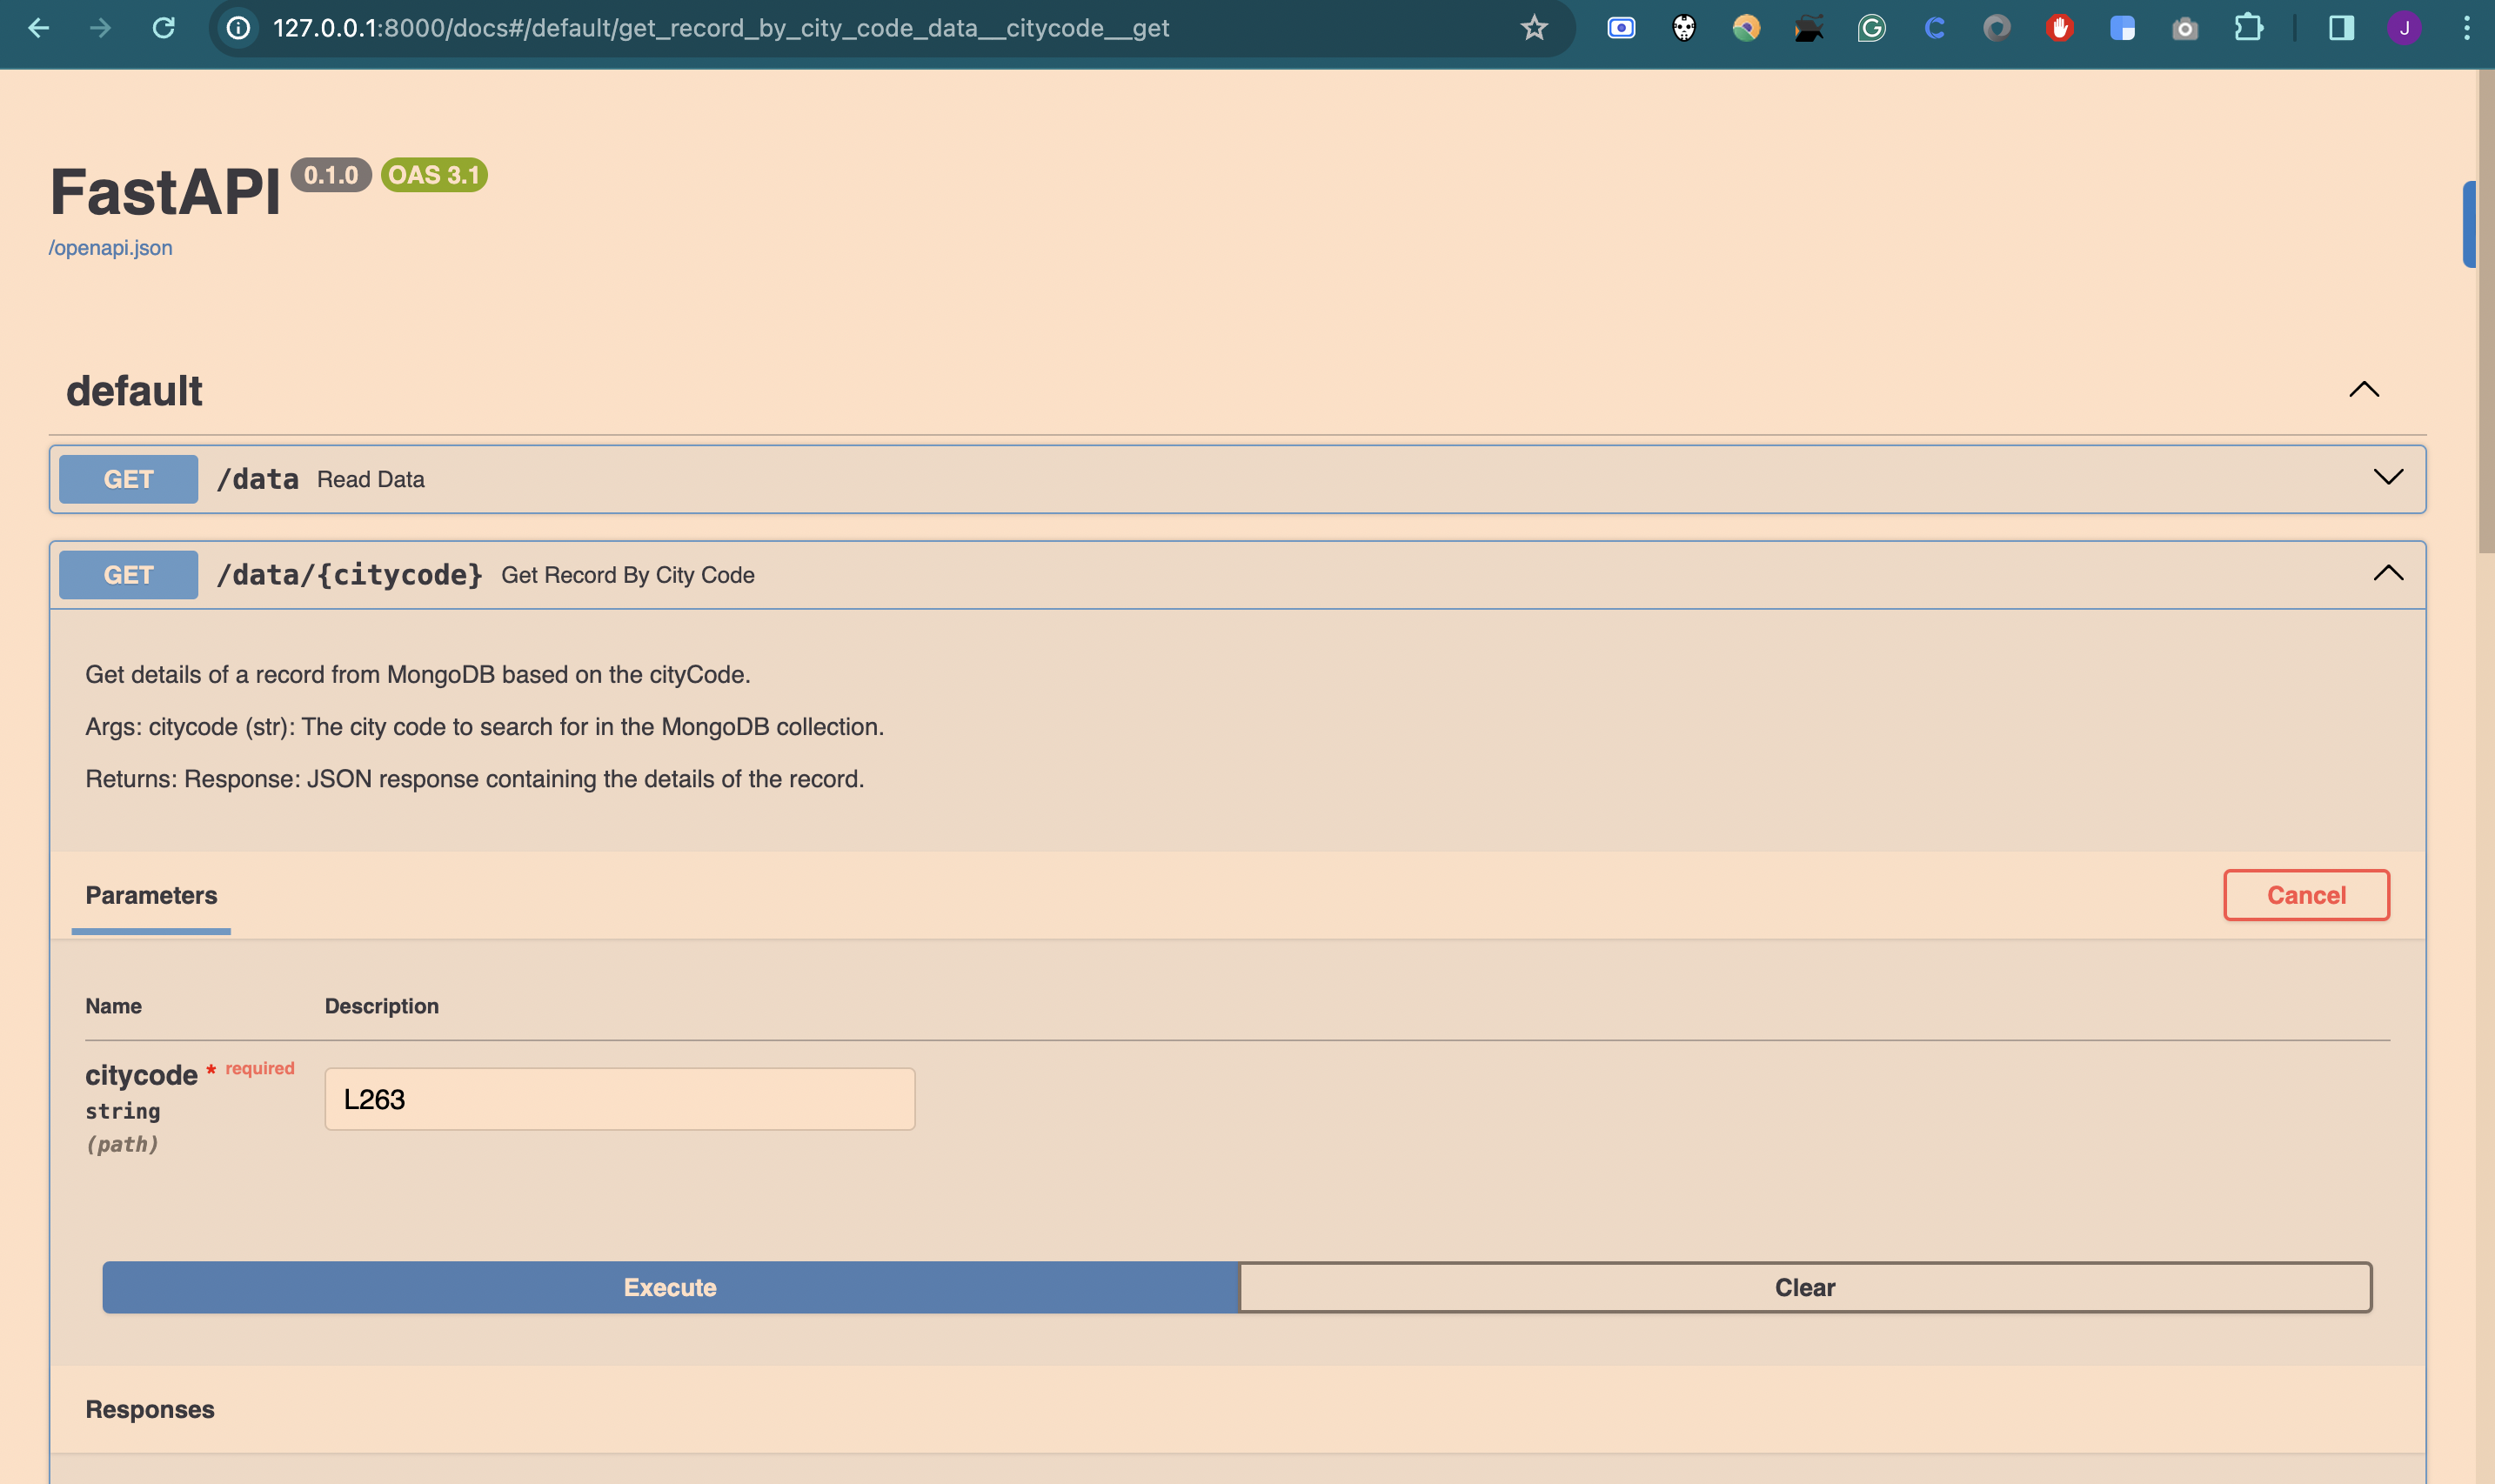 127.0.0.1:8000/docs#/default/get_record_by_city_code_data__citycode__get
J
FastAPI 0.1.0 OAS 3.1
/openapi.json
default
GET /data Read Data
GET /data/{citycode} Get Record By City Code
Get details of a record from MongoDB based on the cityCode.
Args: citycode (str): The city code to search for in the MongoDB collection.
Returns: Response: JSON response containing the details of the record.
Parameters Cancel
Name Description
citycode * required
string
(path)
L263
Execute Clear
Responses